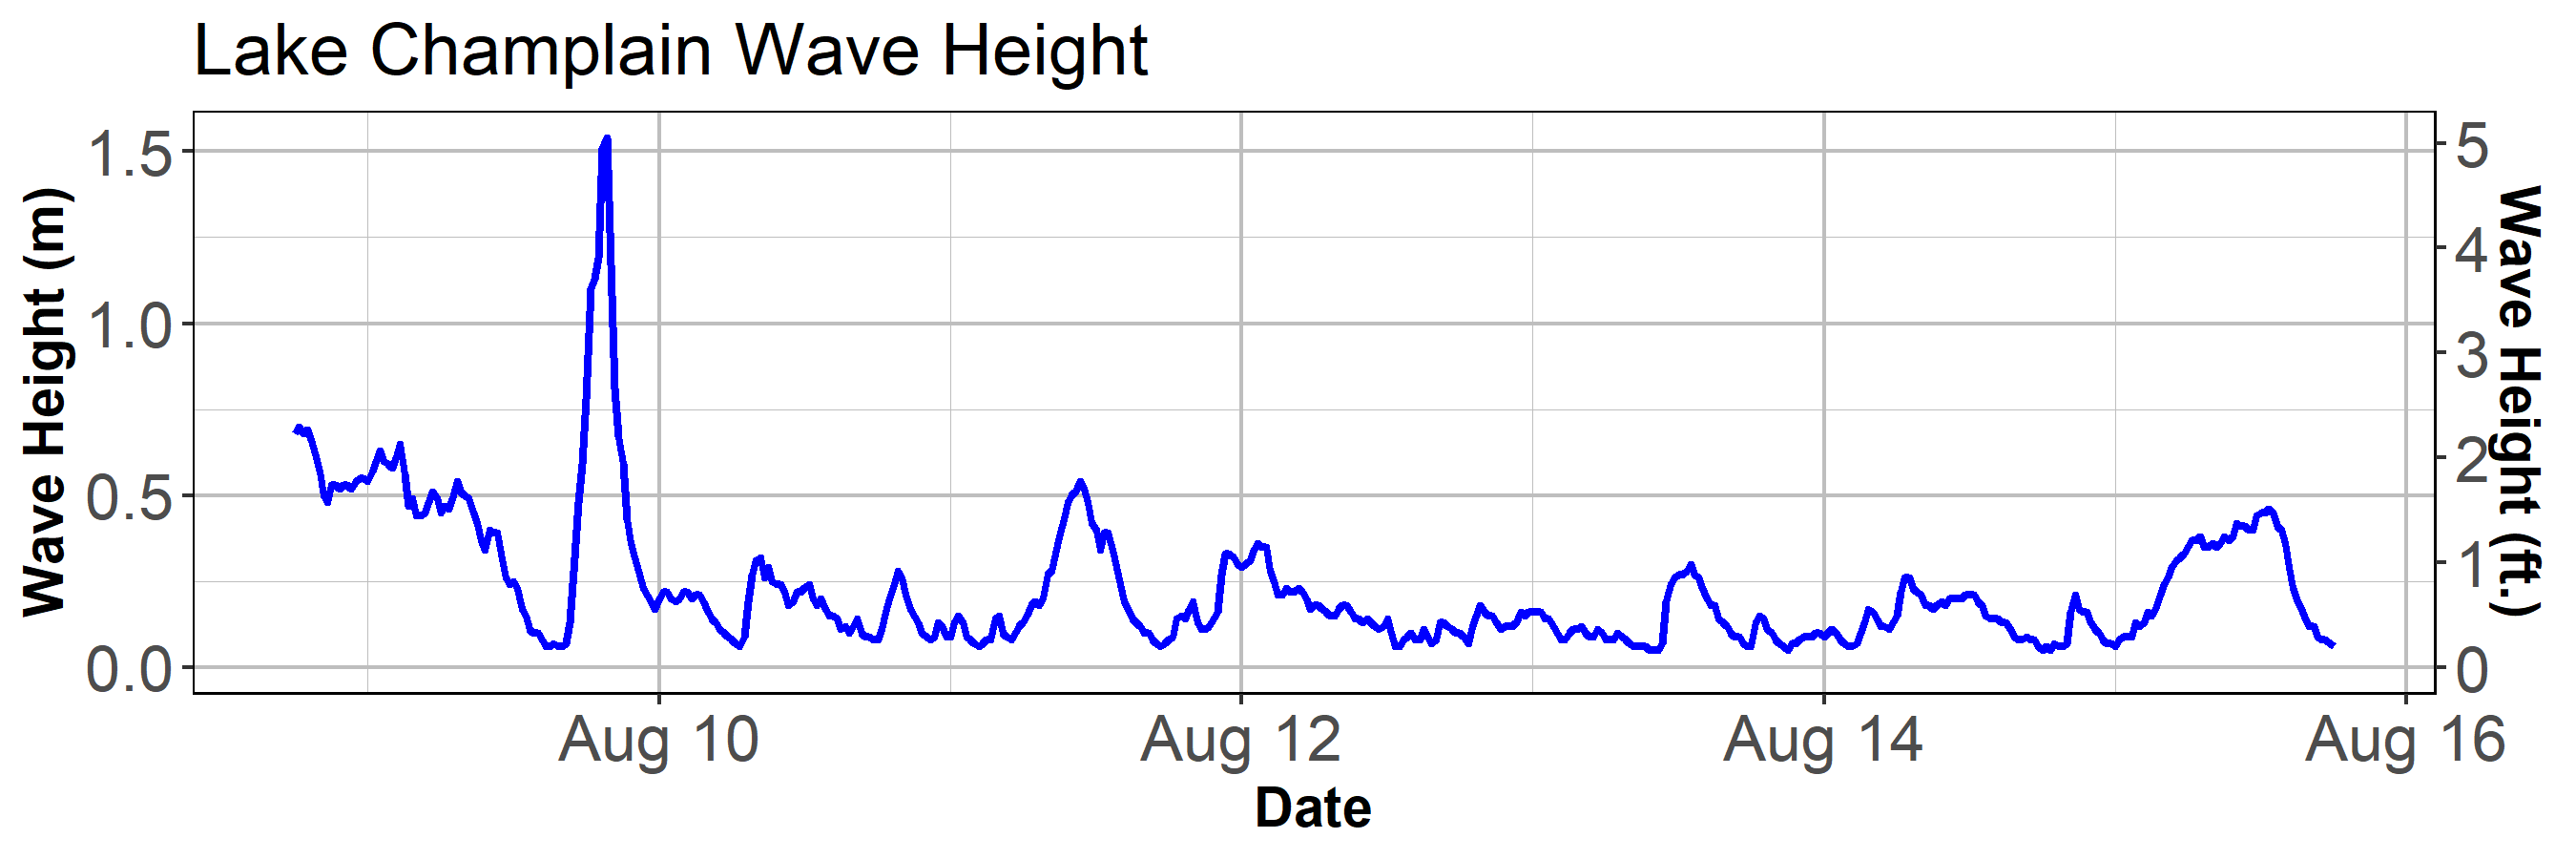 Lake Champlain Wave Height
Wave Height (m)
1.5
1.0
0.5
0.0
5
4
3
2
1
0
Wave Height (ft.)
Aug 10 Aug 12 Aug 14 Aug 16
Date